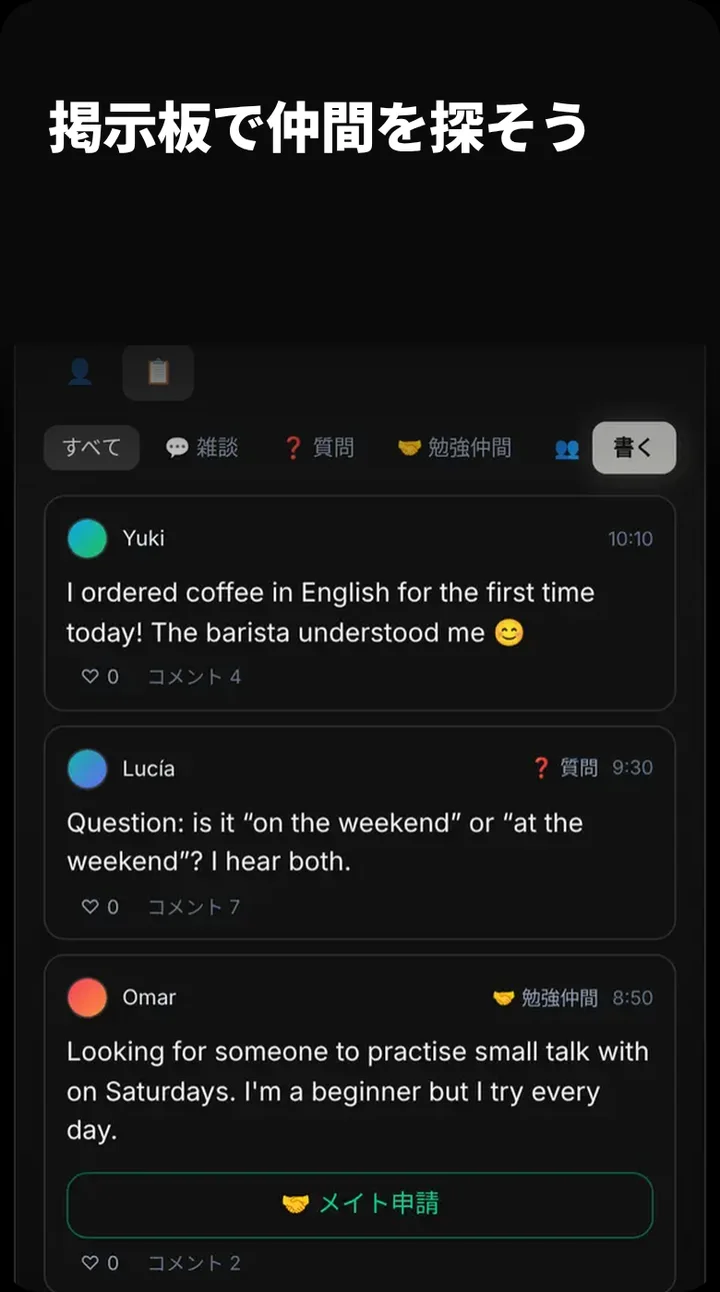 掲示板で仲間を探そう
👤 📋
すべて 💬 雑談 ❓ 質問 🤝 勉強仲間 👥 書く
Yuki 10:10
I ordered coffee in English for the first time
today! The barista understood me 😊
♡ 0 コメント 4
Lucía ❓ 質問 9:30
Question: is it “on the weekend” or “at the
weekend”? I hear both.
♡ 0 コメント 7
Omar 🤝 勉強仲間 8:50
Looking for someone to practise small talk with
on Saturdays. I'm a beginner but I try every
day.
🤝 メイト申請
♡ 0 コメント 2